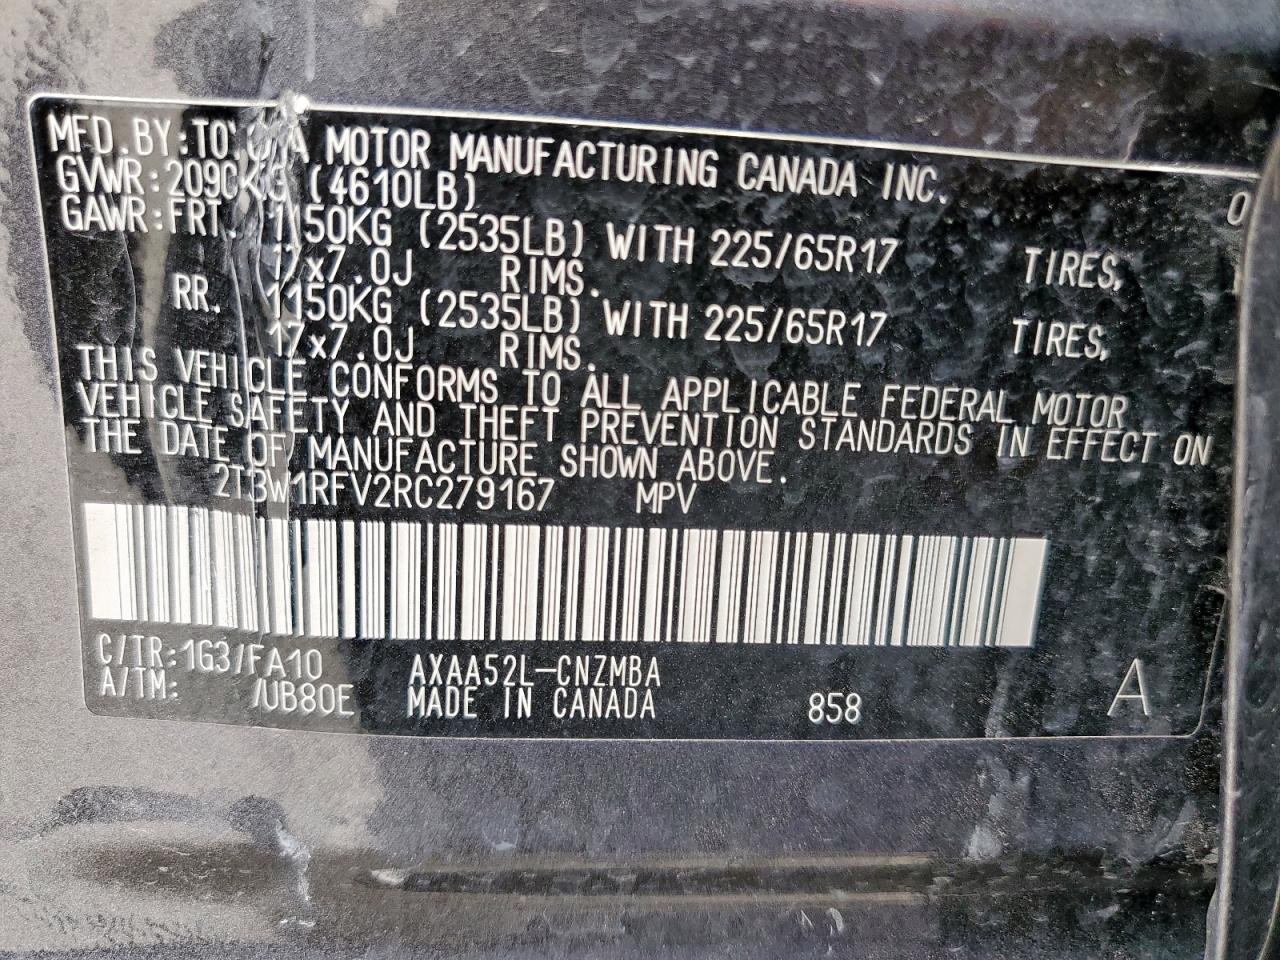 MFD.BY:TOYOTA MOTOR MANUFACTURING CANADA INC. 0
GVWR:2090KG (4610LB)
GAWR:FRT. 1150KG (2535LB) WITH 225/65R17 TIRES,
17x7.0J RIMS.
RR. 1150KG (2535LB) WITH 225/65R17 TIRES,
17x7.0J RIMS.
THIS VEHICLE CONFORMS TO ALL APPLICABLE FEDERAL MOTOR
VEHICLE SAFETY AND THEFT PREVENTION STANDARDS IN EFFECT ON
THE DATE OF MANUFACTURE SHOWN ABOVE.
2T3W1RFV2RC279167 MPV
C/TR:1G3/FA10 AXAA52L-CNZMBA
A/TM: /UB80E MADE IN CANADA 858 A